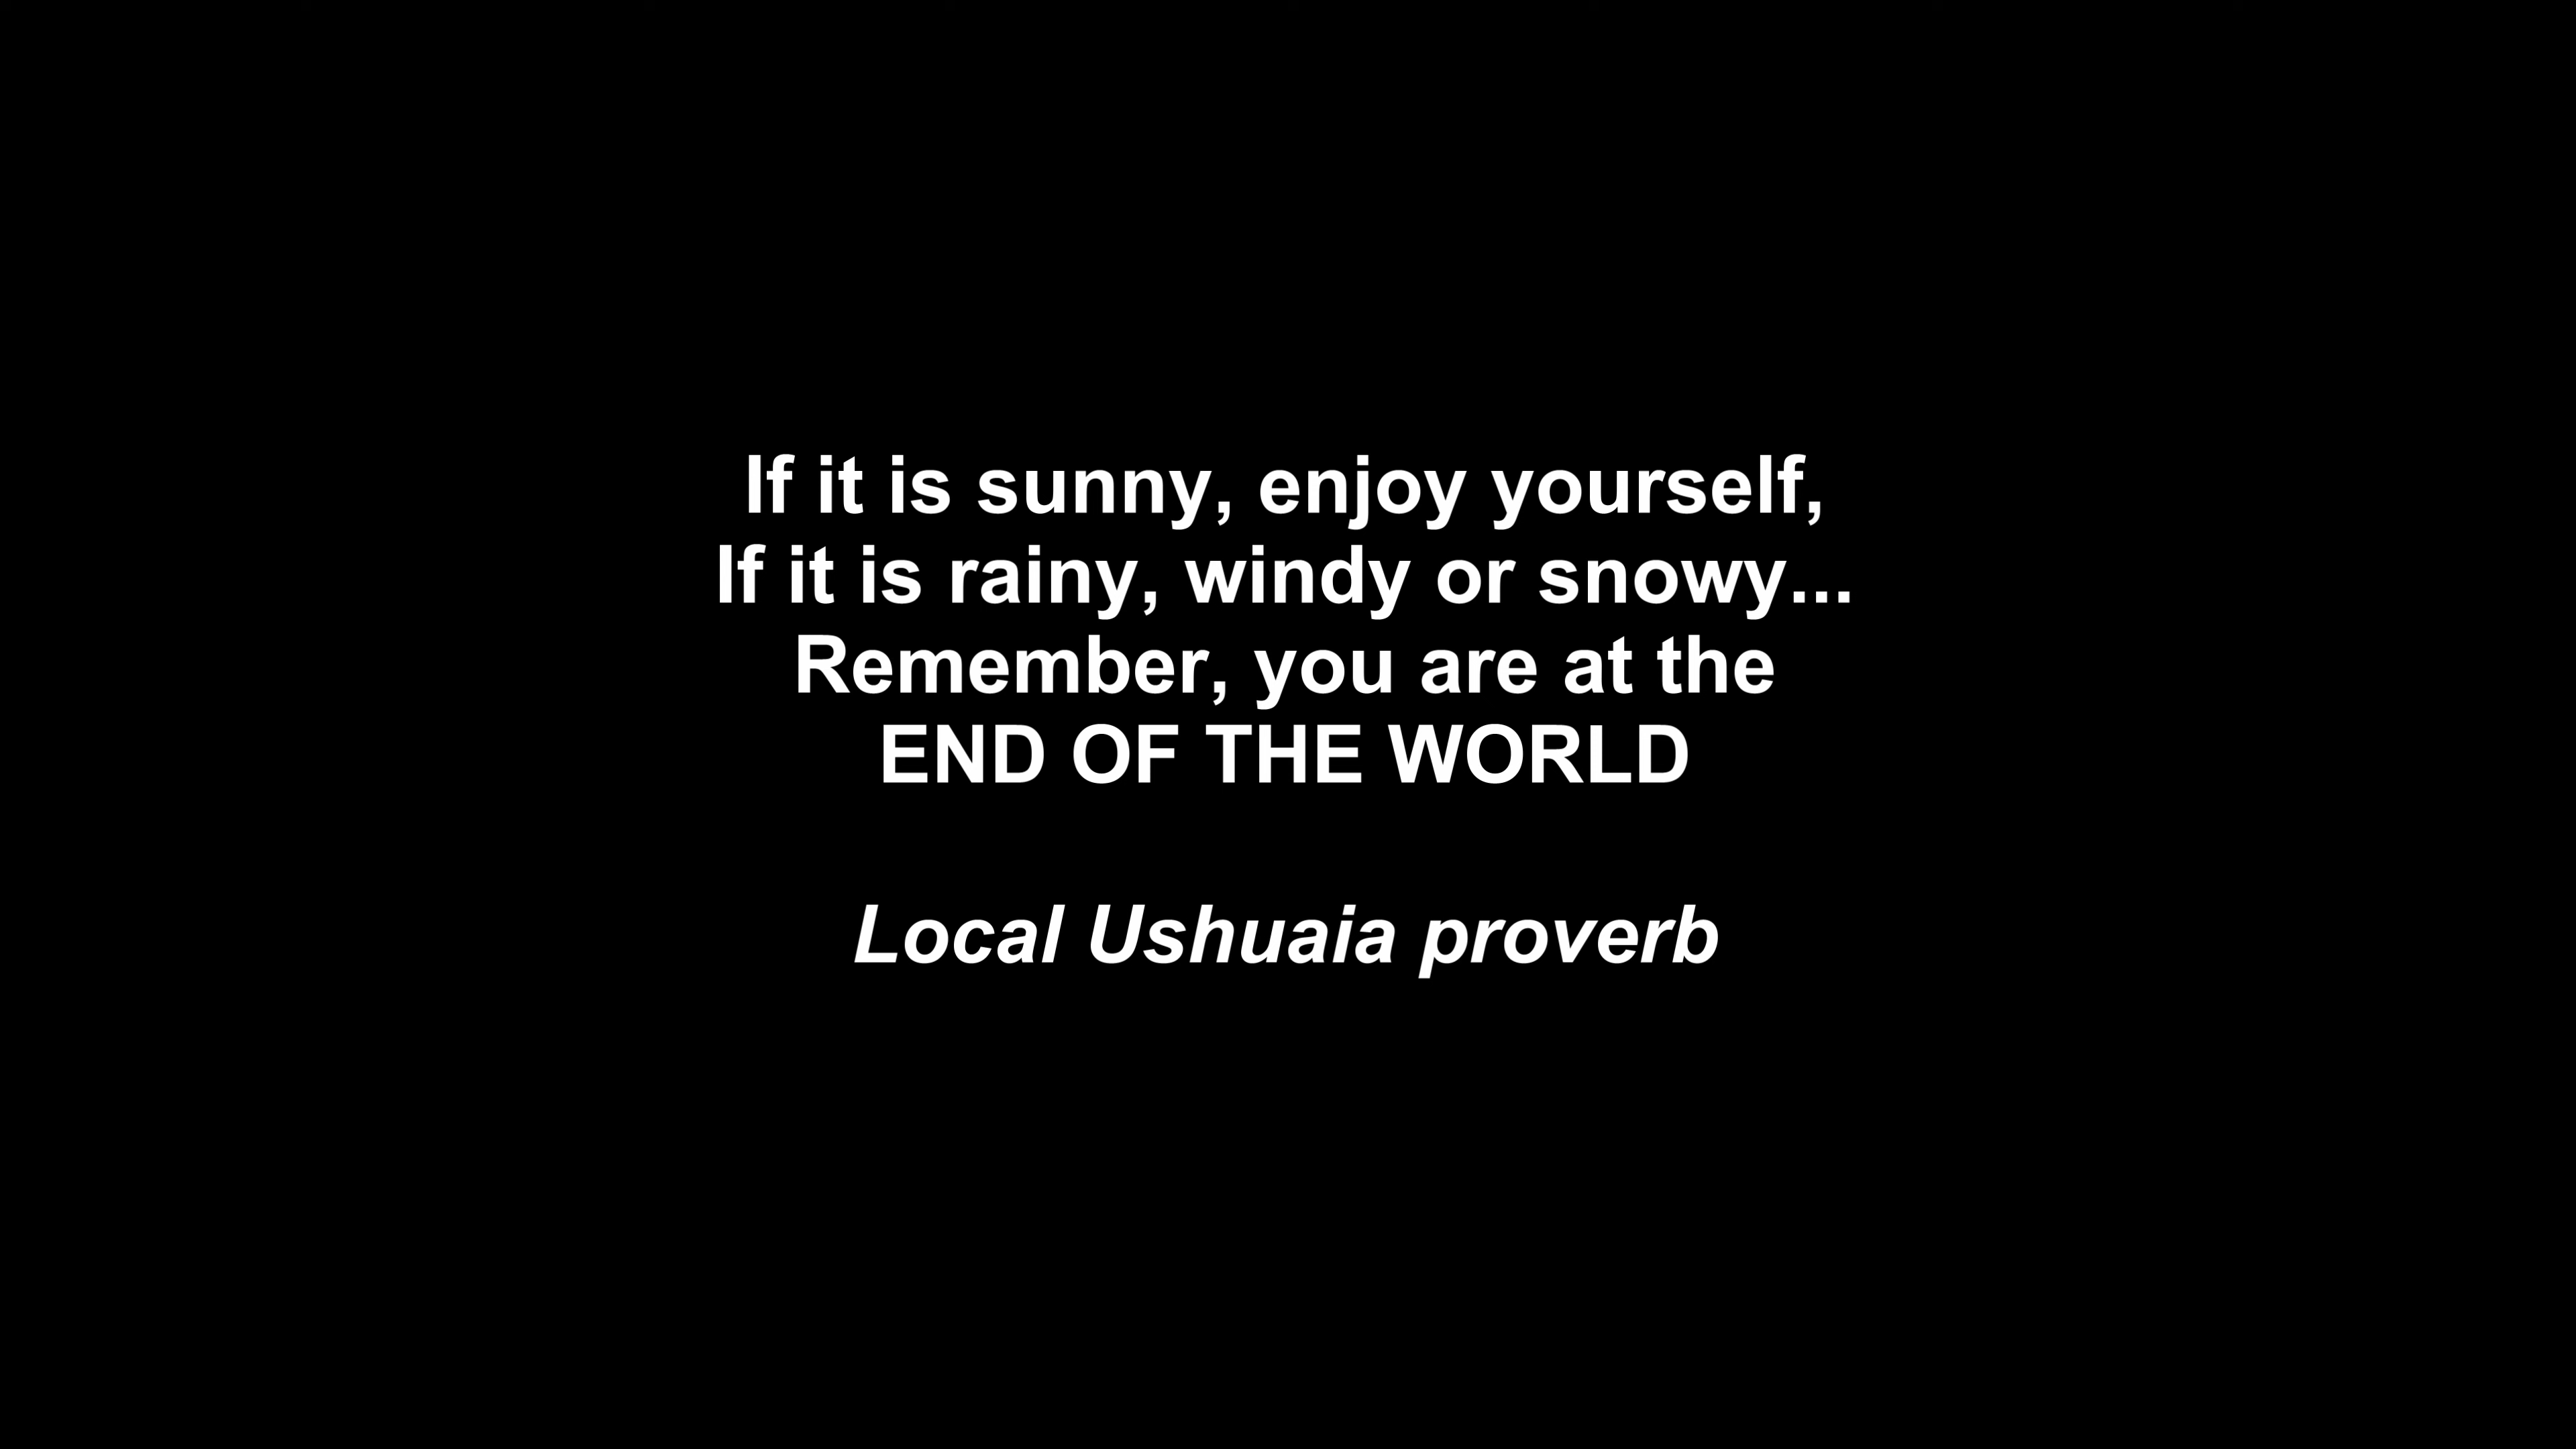 If it is sunny, enjoy yourself,
If it is rainy, windy or snowy...
Remember, you are at the
END OF THE WORLD
Local Ushuaia proverb